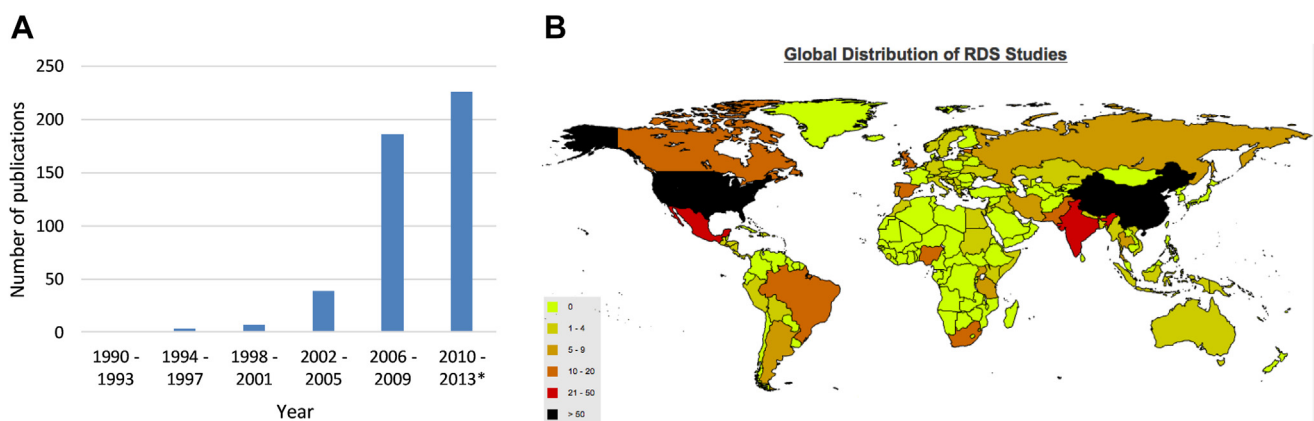 A
Number of publications
250
200
150
100
50
0
1990 - 1993
1994 - 1997
1998 - 2001
2002 - 2005
2006 - 2009
2010 - 2013*
Year
B
Global Distribution of RDS Studies
0
1 - 4
5 - 9
10 - 20
21 - 50
> 50